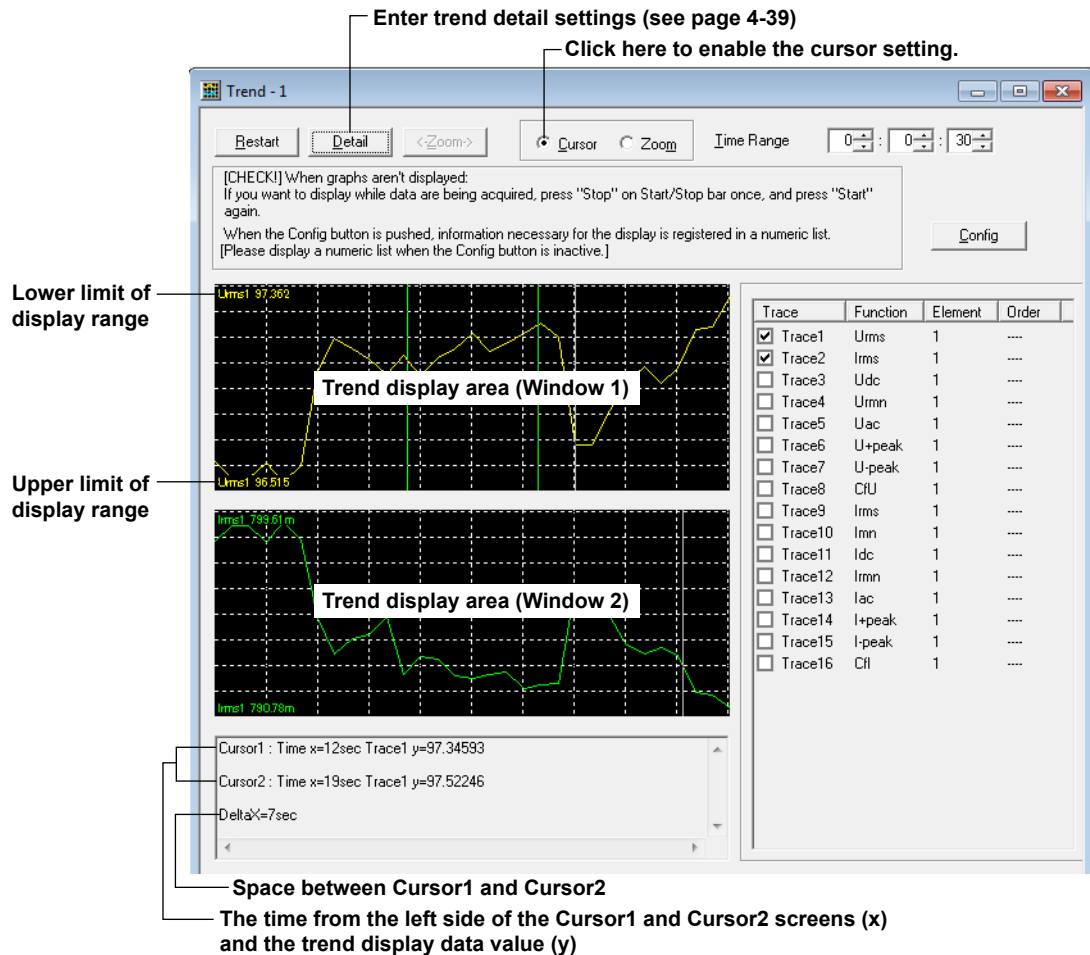 Enter trend detail settings (see page 4-39)
Click here to enable the cursor setting.
Trend - 1
Restart Detail <-Zoom-> Cursor Zoom Time Range 0 : 0 : 30
[CHECK!] When graphs aren't displayed:
If you want to display while data are being acquired, press "Stop" on Start/Stop bar once, and press "Start"
again.
When the Config button is pushed, information necessary for the display is registered in a numeric list.
[Please display a numeric list when the Config button is inactive.]
Config
Lower limit of
display range
Urms1 97.362
Trend display area (Window 1)
Upper limit of
display range
Urms1 96.515
Irms1 799.61m
Trend display area (Window 2)
Irms1 790.78m
Trace Function Element Order
Trace1 Urms 1 ----
Trace2 Irms 1 ----
Trace3 Udc 1 ----
Trace4 Urmn 1 ----
Trace5 Uac 1 ----
Trace6 U+peak 1 ----
Trace7 U-peak 1 ----
Trace8 CfU 1 ----
Trace9 Irms 1 ----
Trace10 Imn 1 ----
Trace11 Idc 1 ----
Trace12 Irmn 1 ----
Trace13 Iac 1 ----
Trace14 I+peak 1 ----
Trace15 I-peak 1 ----
Trace16 CfI 1 ----
Cursor1 : Time x=12sec Trace1 y=97.34593
Cursor2 : Time x=19sec Trace1 y=97.52246
DeltaX=7sec
Space between Cursor1 and Cursor2
The time from the left side of the Cursor1 and Cursor2 screens (x)
and the trend display data value (y)